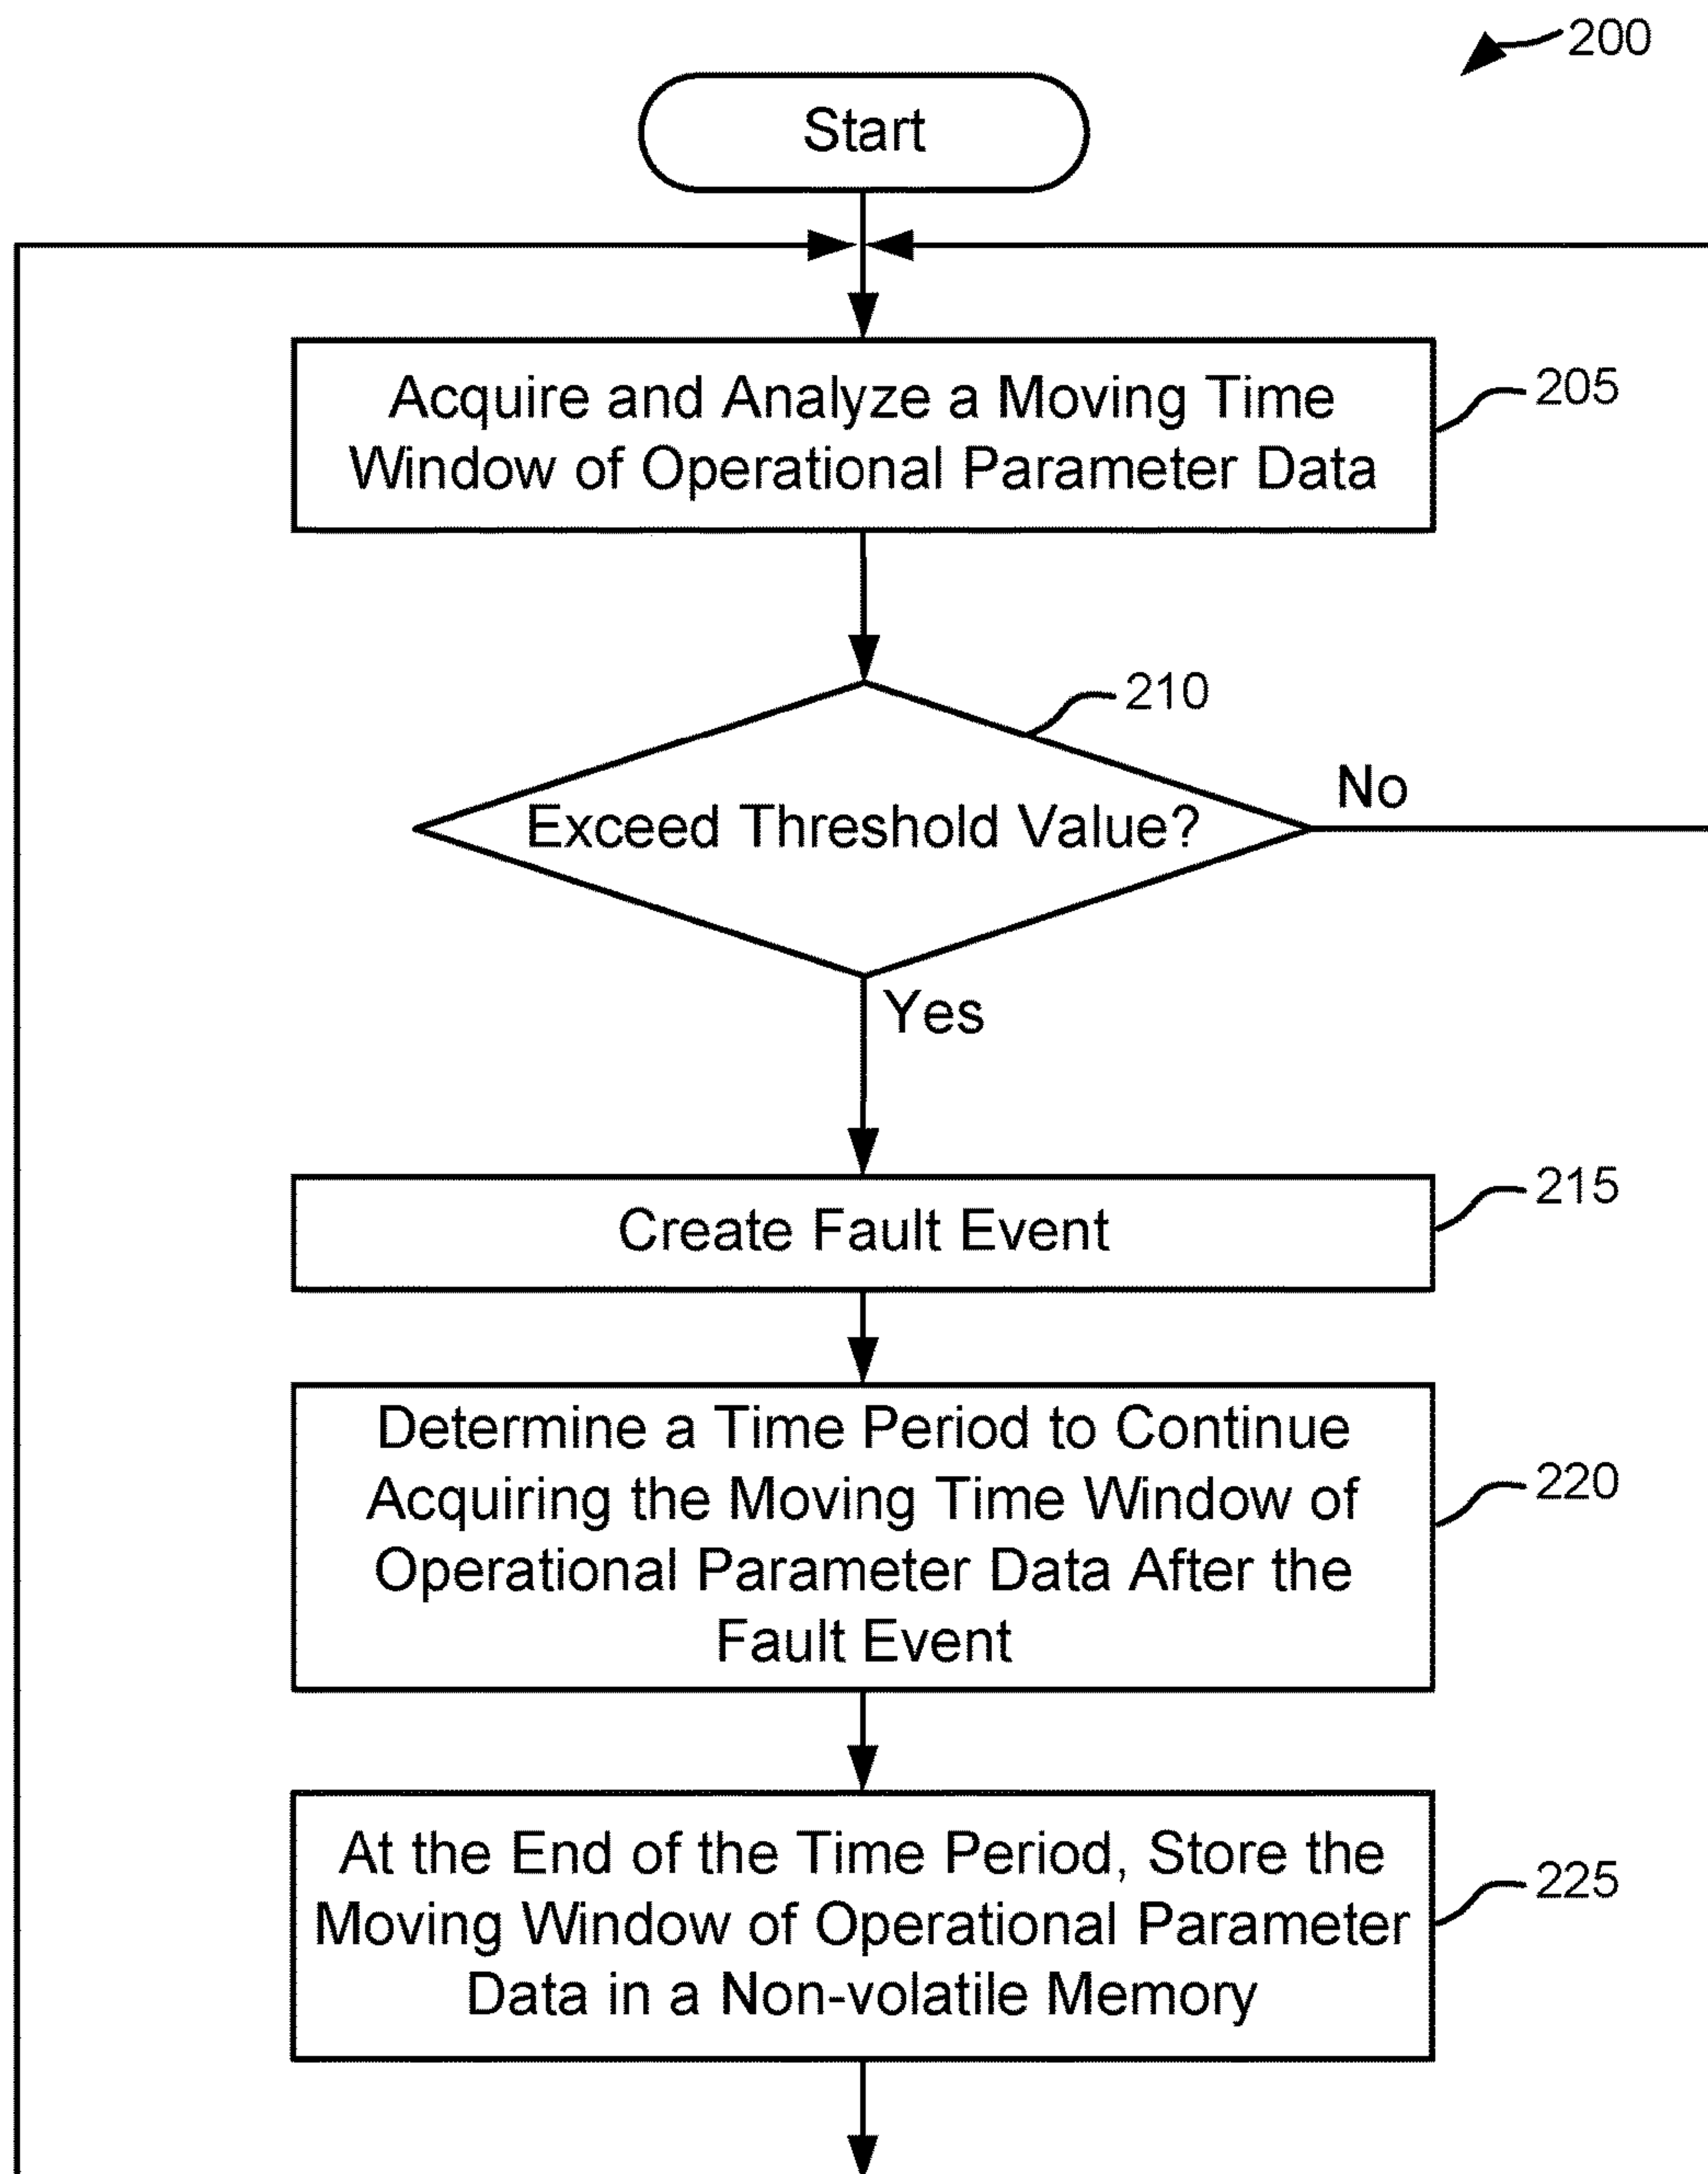 200
Start
Acquire and Analyze a Moving Time
Window of Operational Parameter Data
205
210
Exceed Threshold Value?
No
Yes
Create Fault Event
215
Determine a Time Period to Continue
Acquiring the Moving Time Window of
Operational Parameter Data After the
Fault Event
220
At the End of the Time Period, Store the
Moving Window of Operational Parameter
Data in a Non-volatile Memory
225